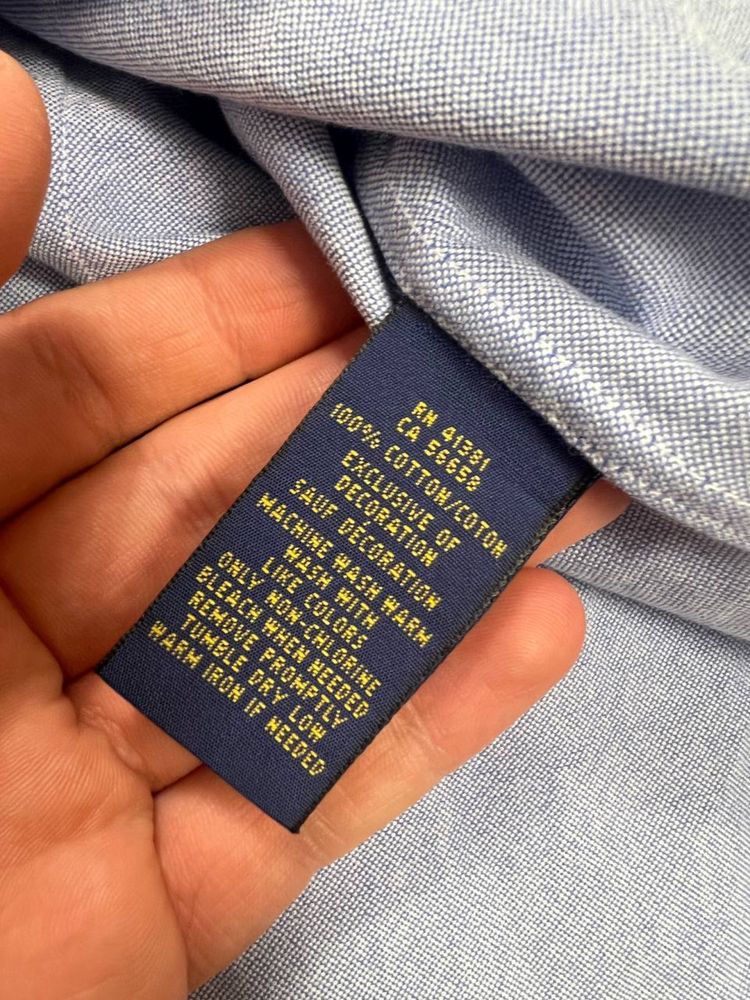 RN 41381
CA 56658
100% COTTON/COTON
EXCLUSIVE OF
DECORATION
SAUF DÉCORATION
MACHINE WASH WARM
WASH WITH
LIKE COLORS
ONLY NON-CHLORINE
BLEACH WHEN NEEDED
REMOVE PROMPTLY
TUMBLE DRY LOW
WARM IRON IF NEEDED